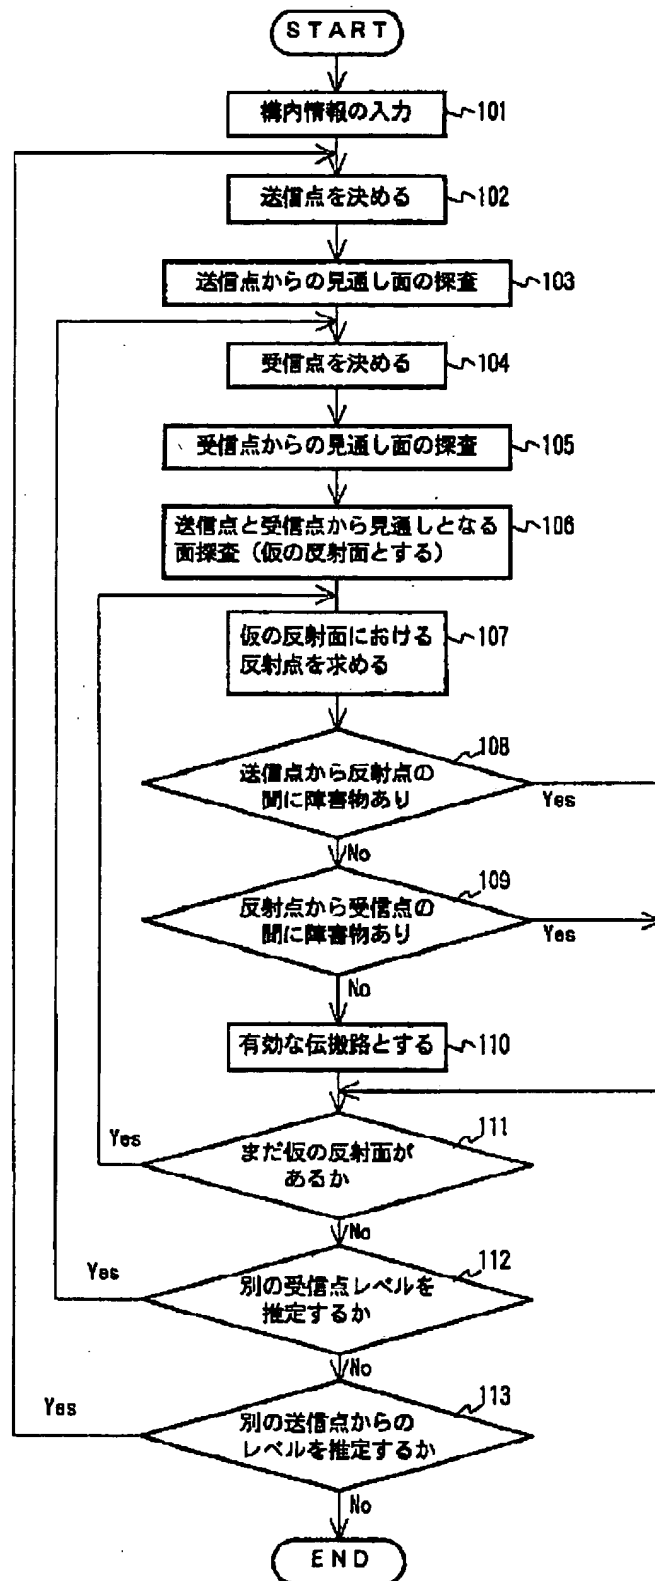 START
構内情報の入力
101
送信点を決める
102
送信点からの見通し面の探査
103
受信点を決める
104
受信点からの見通し面の探査
105
送信点と受信点から見通しとなる
面探査（仮の反射面とする）
106
仮の反射面における
反射点を求める
107
108
送信点から反射点の
間に障害物あり
Yes
No
109
反射点から受信点の
間に障害物あり
Yes
No
有効な伝搬路とする
110
111
Yes
まだ仮の反射面が
あるか
No
112
Yes
別の受信点レベルを
推定するか
No
113
Yes
別の送信点からの
レベルを推定するか
No
END